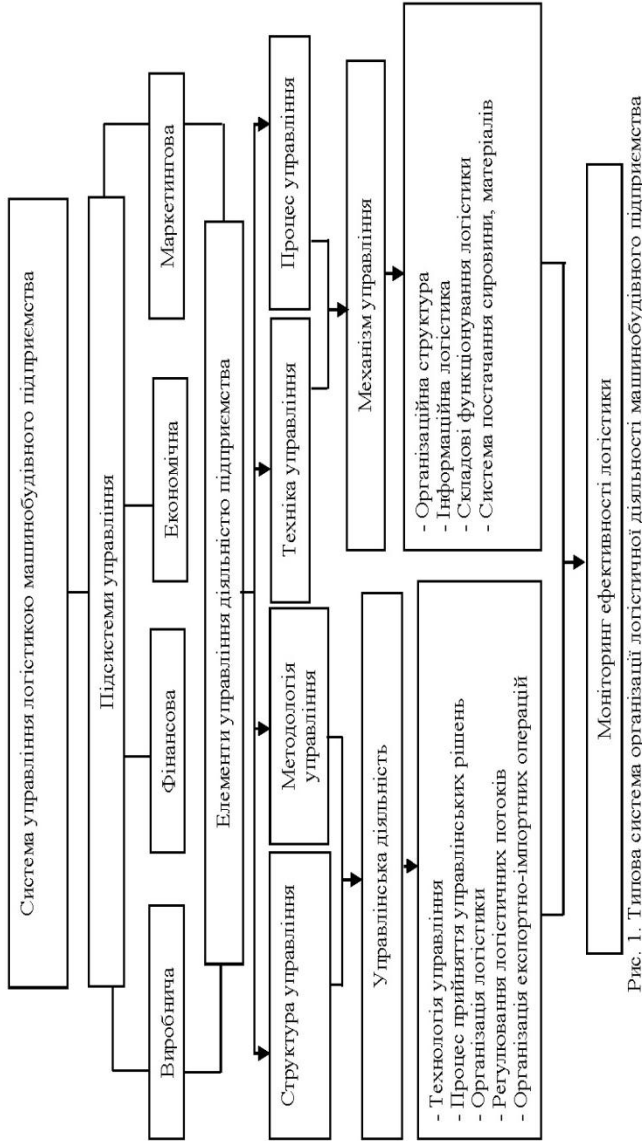 Система управління логістикою машинобудівного підприємства
Підсистеми управління
Виробнича
Фінансова
Економічна
Маркетингова
Елементи управління діяльністю підприємства
Структура управління
Методологія
управління
Техніка управління
Процес управління
Управлінська діяльність
Механізм управління
- Технологія управління
- Процес прийняття управлінських рішень
- Організація логістики
- Регулювання логістичних потоків
- Організація експортно-імпортних операцій
- Організаційна структура
- Інформаційна логістика
- Складові функціонування логістики
- Система постачання сировини, матеріалів
Моніторинг ефективності логістики
Рис. 1. Типова система організації логістичної діяльності машинобудівного підприємства